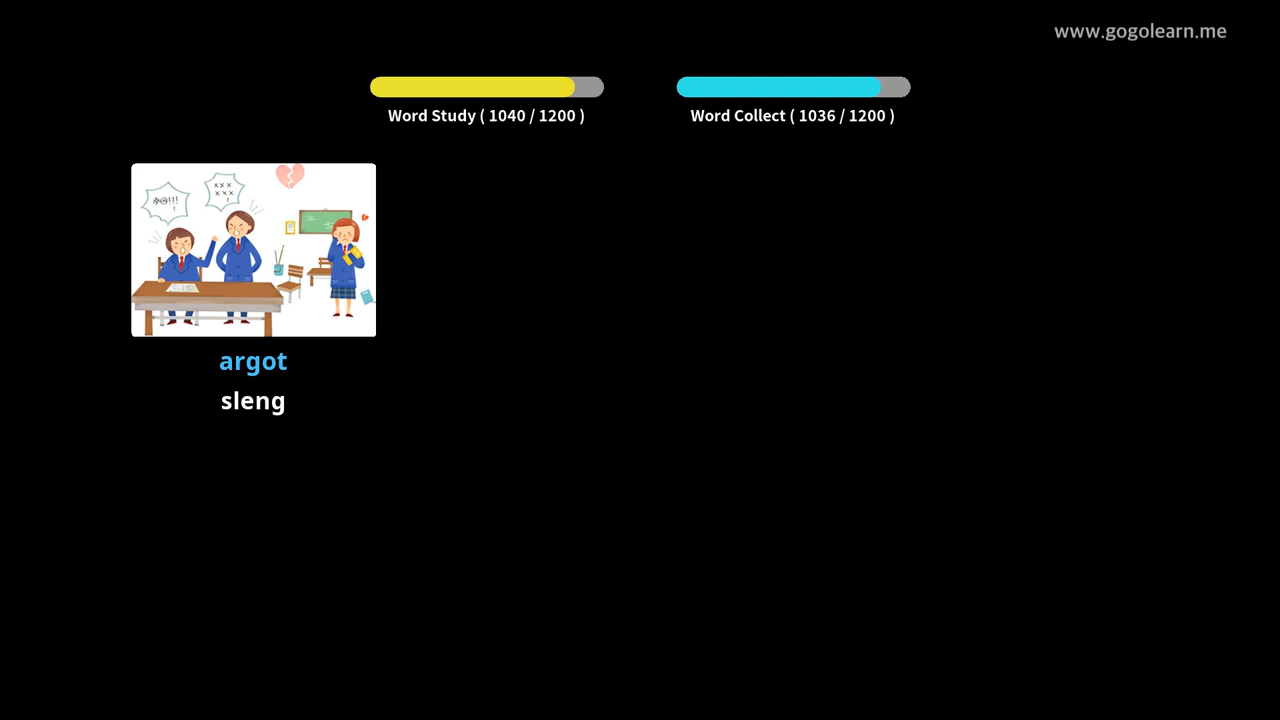 www.gogolearn.me
Word Study ( 1040 / 1200 )
Word Collect ( 1036 / 1200 )
#@!!!
!
x x x
x x x
!
argot
sleng